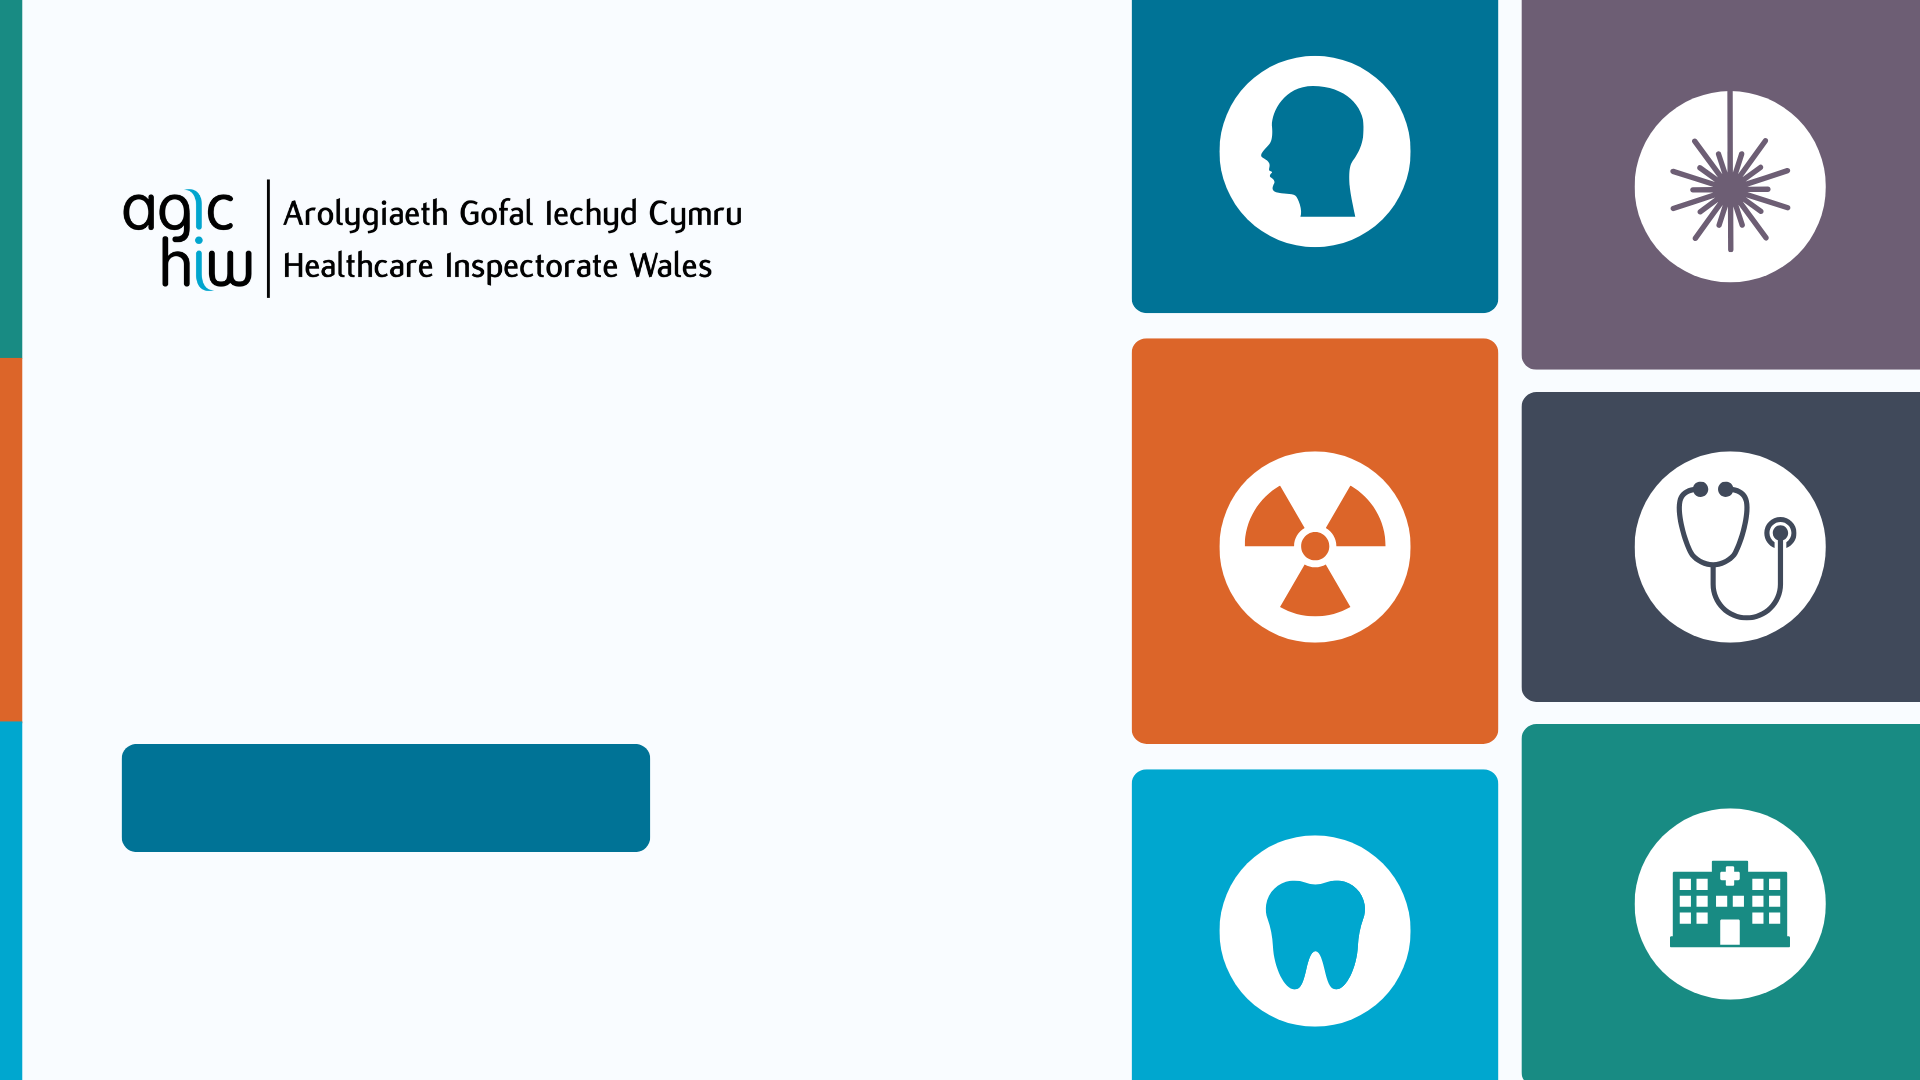 agic
hiw
Arolygiaeth Gofal Iechyd Cymru
Healthcare Inspectorate Wales